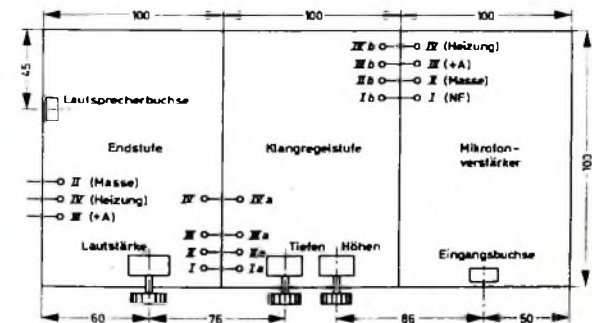 100 100 100
45
IV b IV (Heizung)
III b III (+A)
II b II (Masse)
I b I (NF)
Lautsprecherbuchse
Endstufe Klangregelstufe Mikrofon-
verstärker
100
II (Masse)
IV (Heizung)
III (+A)
IV IV a
III III a
II II a
I I a
Lautstärke Tiefen Höhen Eingangsbuchse
60 76 86 50